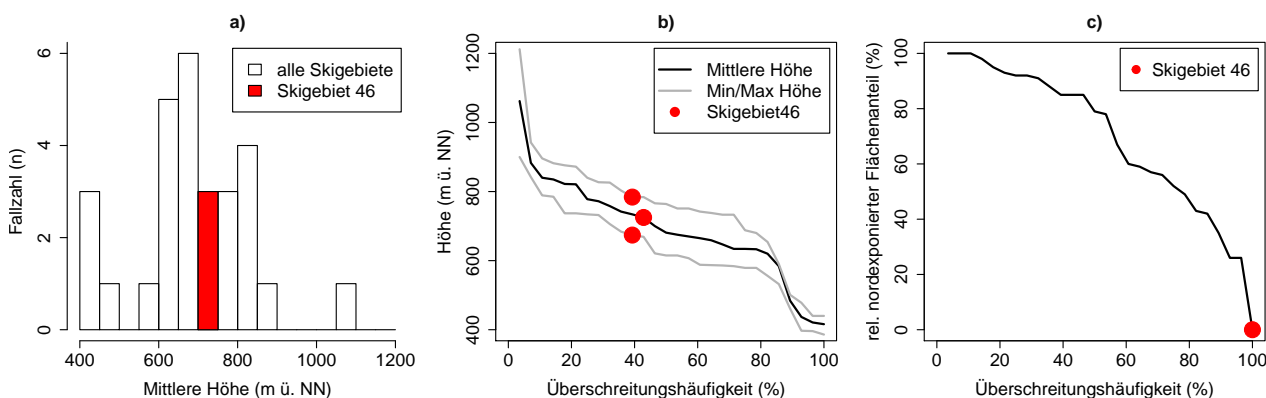 a)
Fallzahl (n)
6
4
2
0
alle Skigebiete
Skigebiet 46
400
600
800
1000
1200
Mittlere Höhe (m ü. NN)
b)
Höhe (m ü. NN)
1200
1000
800
600
400
Mittlere Höhe
Min/Max Höhe
Skigebiet46
0
20
40
60
80
100
Überschreitungshäufigkeit (%)
c)
rel. nordexponierter Flächenanteil (%)
100
80
60
40
20
0
Skigebiet 46
0
20
40
60
80
100
Überschreitungshäufigkeit (%)